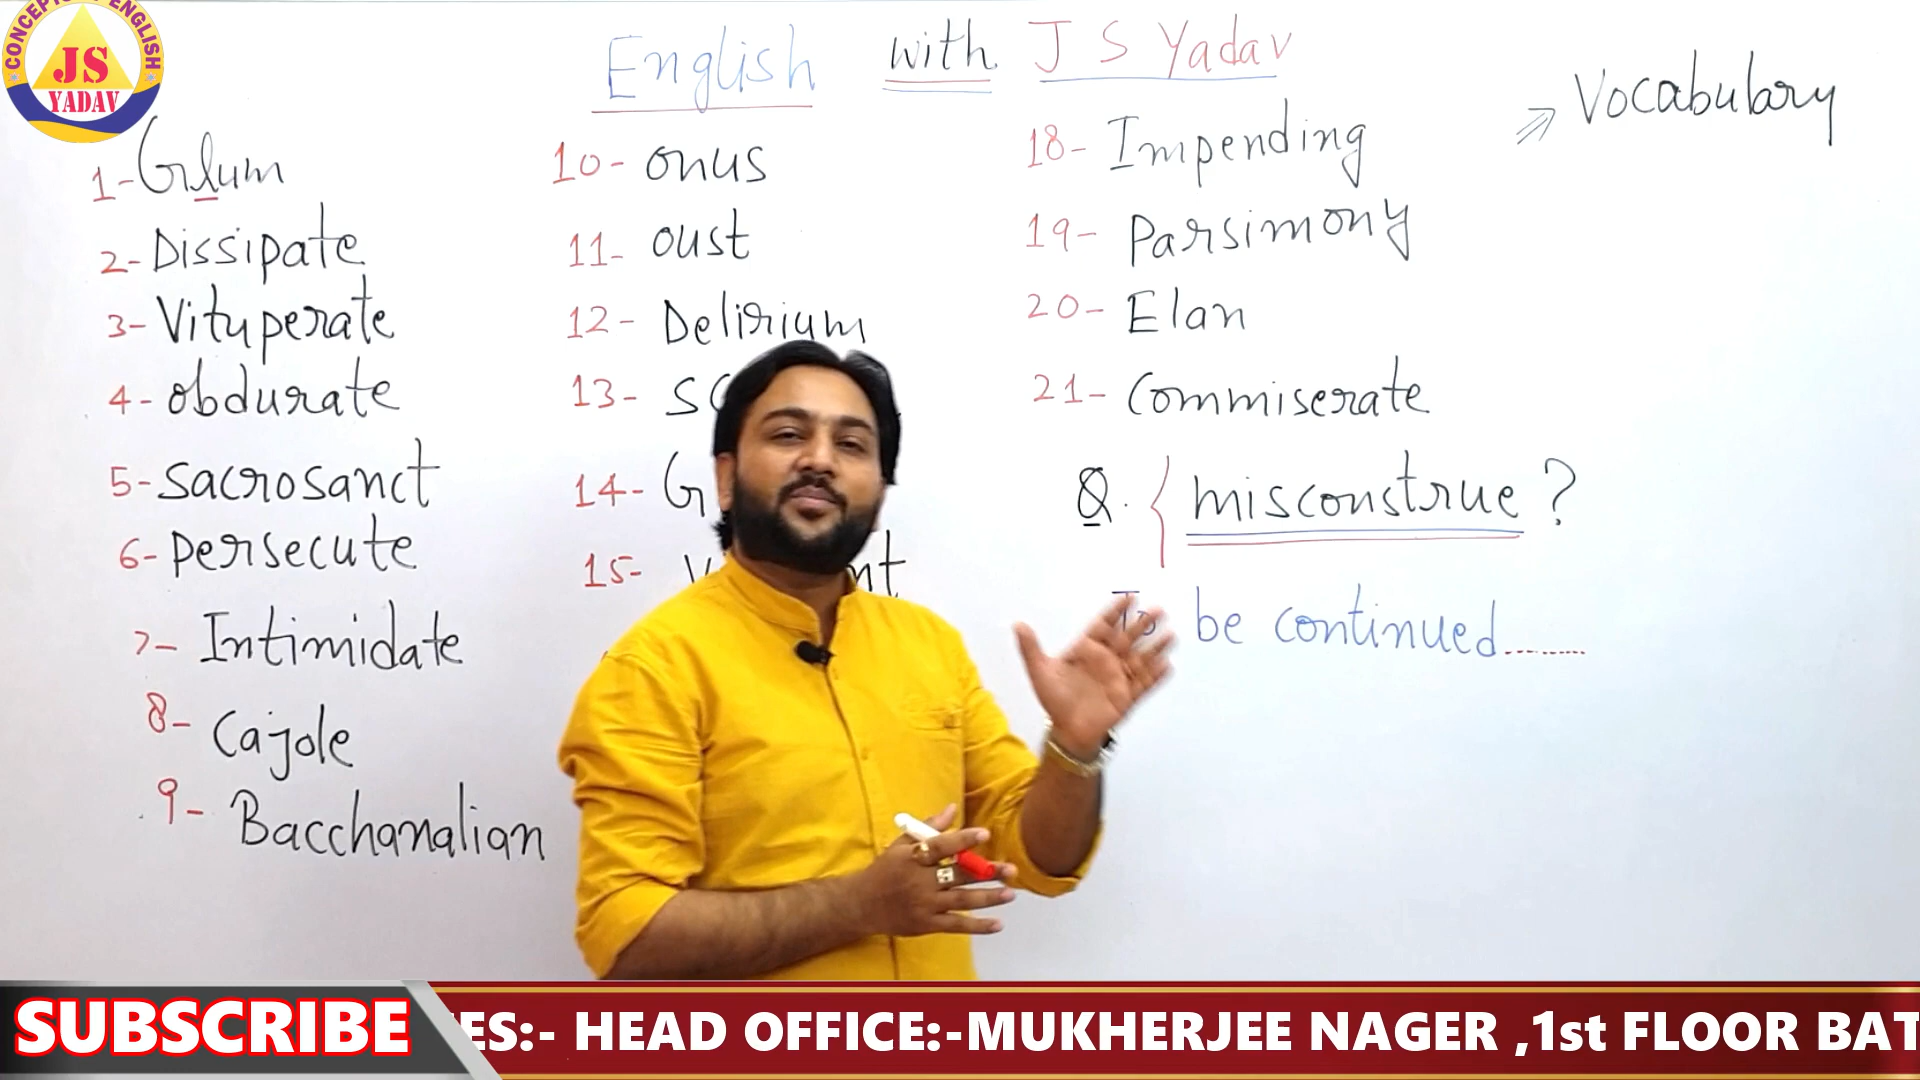 CONCEPT OF ENGLISH
JS
YADAV
English with J S Yadav
⇒ Vocabulary
1- Glum
2- Dissipate
3- Vituperate
4- obdurate
5- sacrosanct
6- persecute
7- Intimidate
8- Cajole
9- Bacchanalian
10- onus
11- oust
12- Delirium
13-
14-
15-
18- Impending
19- Parsimony
20- Elan
21- Commiserate
Q. { misconstrue ?
To be continued.........
SUBSCRIBE
ES:- HEAD OFFICE:-MUKHERJEE NAGER ,1st FLOOR BAT